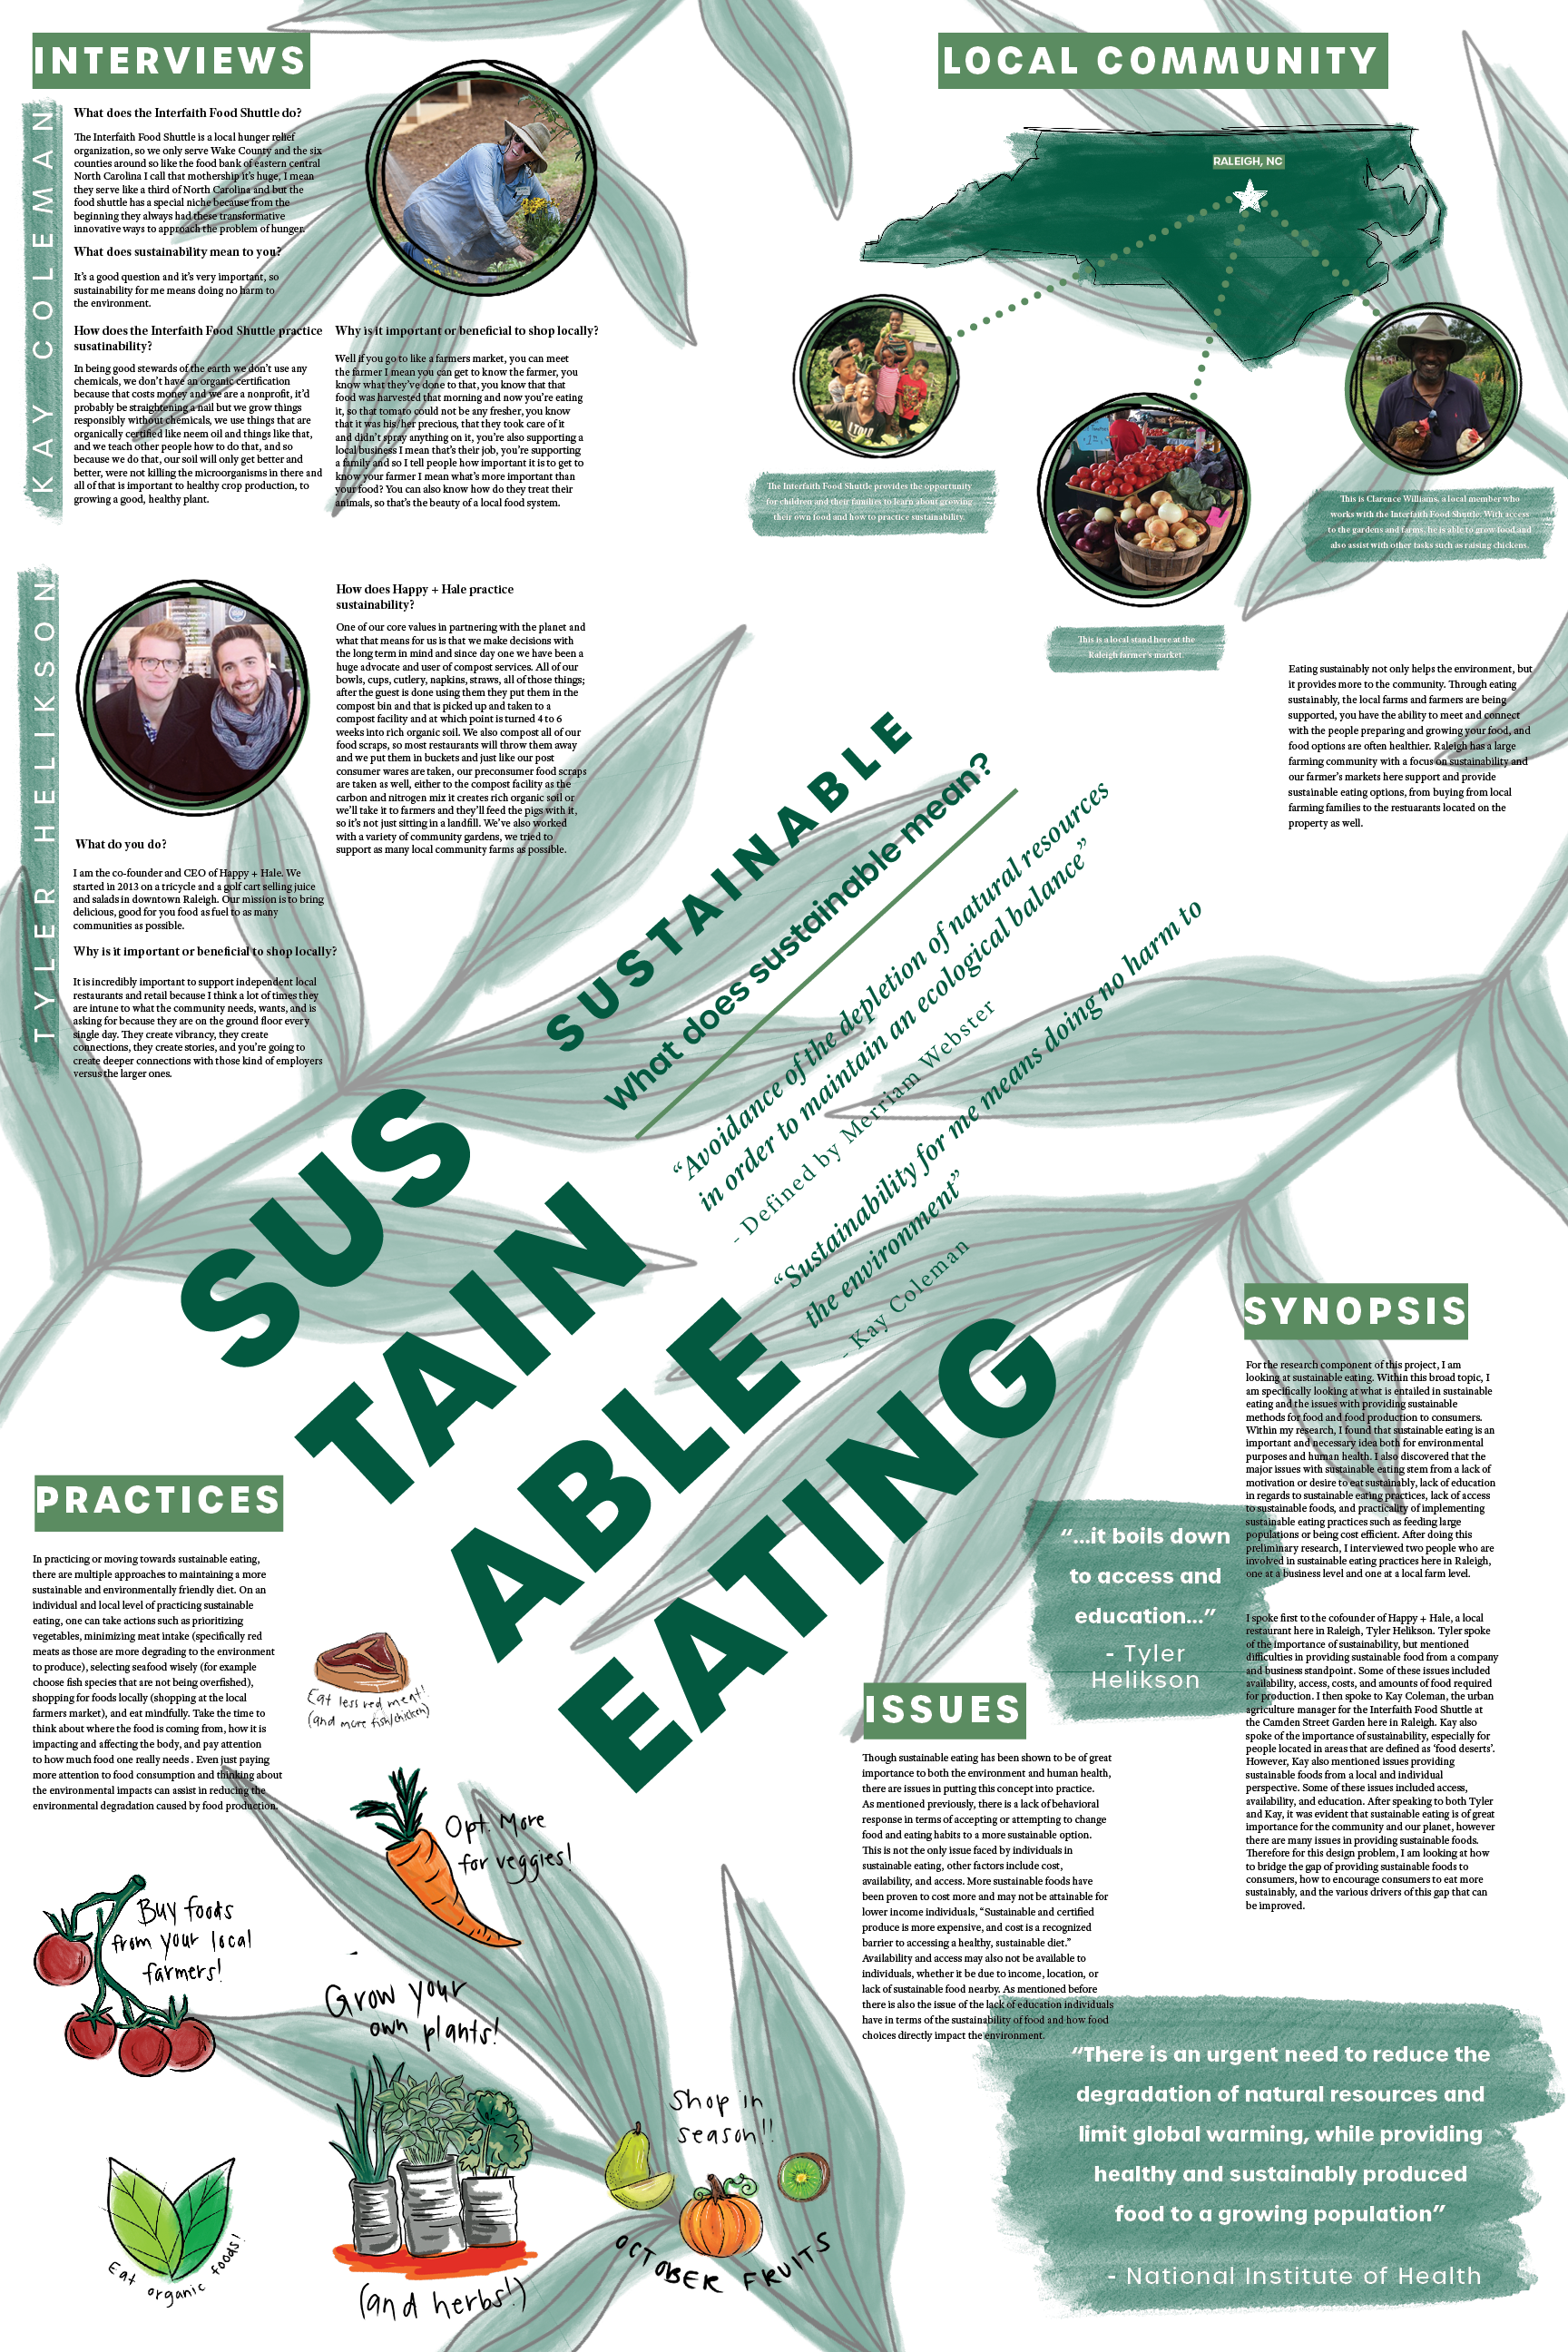 INTERVIEWS
KAY COLEMAN
What does the Interfaith Food Shuttle do?
The Interfaith Food Shuttle is a local hunger relief
organization, so we only serve Wake County and the six
counties around so like the food bank of eastern central
North Carolina I call that mothership it's huge, I mean
they serve like a third of North Carolina and but the
food shuttle has a special niche because from the
beginning they always had these transformative
innovative ways to approach the problem of hunger.
What does sustainability mean to you?
It's a good question and it's very important, so
sustainability for me means doing no harm to
the environment.
How does the Interfaith Food Shuttle practice
susatinability?
In being good stewards of the earth we don't use any
chemicals, we don't have an organic certification
because that costs money and we are a nonprofit, it'd
probably be straightening a nail but we grow things
responsibly without chemicals, we use things that are
organically certified like neem oil and things like that,
and we teach other people how to do that, and so
because we do that, our soil will only get better and
better, were not killing the microorganisms in there and
all of that is important to healthy crop production, to
growing a good, healthy plant.
Why is it important or beneficial to shop locally?
Well if you go to like a farmers market, you can meet
the farmer I mean you can get to know the farmer, you
know what they've done to that, you know that that
food was harvested that morning and now you're eating
it, so that tomato could not be any fresher, you know
that it was his/her precious, that they took care of it
and didn't spray anything on it, you're also supporting a
local business I mean that's their job, you're supporting
a family and so I tell people how important it is to get to
know your farmer I mean what's more important than
your food? You can also know how do they treat their
animals, so that's the beauty of a local food system.
TYLER HELIKSON
What do you do?
I am the co-founder and CEO of Happy + Hale. We
started in 2013 on a tricycle and a golf cart selling juice
and salads in downtown Raleigh. Our mission is to bring
delicious, good for you food as fuel to as many
communities as possible.
Why is it important or beneficial to shop locally?
It is incredibly important to support independent local
restaurants and retail because I think a lot of times they
are intune to what the community needs, wants, and is
asking for because they are on the ground floor every
single day. They create vibrancy, they create
connections, they create stories, and you're going to
create deeper connections with those kind of employers
versus the larger ones.
How does Happy + Hale practice
sustainability?
One of our core values in partnering with the planet and
what that means for us is that we make decisions with
the long term in mind and since day one we have been a
huge advocate and user of compost services. All of our
bowls, cups, cutlery, napkins, straws, all of those things;
after the guest is done using them they put them in the
compost bin and that is picked up and taken to a
compost facility and at which point is turned 4 to 6
weeks into rich organic soil. We also compost all of our
food scraps, so most restaurants will throw them away
and we put them in buckets and just like our post
consumer wares are taken, our preconsumer food scraps
are taken as well, either to the compost facility as the
carbon and nitrogen mix it creates rich organic soil or
we'll take it to farmers and they'll feed the pigs with it,
so it's not just sitting in a landfill. We've also worked
with a variety of community gardens, we tried to
support as many local community farms as possible.
LOCAL COMMUNITY
RALEIGH, NC
The Interfaith Food Shuttle provides the opportunity
for children and their families to learn about growing
their own food and how to practice sustainability.
This is a local stand here at the
Raleigh farmer's market.
This is Clarence Williams, a local member who
works with the Interfaith Food Shuttle. With access
to the gardens and farms, he is able to grow food and
also assist with other tasks such as raising chickens.
Eating sustainably not only helps the environment, but
it provides more to the community. Through eating
sustainably, the local farms and farmers are being
supported, you have the ability to meet and connect
with the people preparing and growing your food, and
food options are often healthier. Raleigh has a large
farming community with a focus on sustainability and
our farmer's markets here support and provide
sustainable eating options, from buying from local
farming families to the restuarants located on the
property as well.
SUSTAINABLE
What does sustainable mean?
“Avoidance of the depletion of natural resources
in order to maintain an ecological balance”
- Defined by Merriam Webster
“Sustainability for me means doing no harm to
the environment”
- Kay Coleman
SUS
TAIN
ABLE
EATING
PRACTICES
In practicing or moving towards sustainable eating,
there are multiple approaches to maintaining a more
sustainable and environmentally friendly diet. On an
individual and local level of practicing sustainable
eating, one can take actions such as prioritizing
vegetables, minimizing meat intake (specifically red
meats as those are more degrading to the environment
to produce), selecting seafood wisely (for example
choose fish species that are not being overfished),
shopping for foods locally (shopping at the local
farmers market), and eat mindfully. Take the time to
think about where the food is coming from, how it is
impacting and affecting the body, and pay attention
to how much food one really needs . Even just paying
more attention to food consumption and thinking about
the environmental impacts can assist in reducing the
environmental degradation caused by food production.
Eat less red meat!
(and more fish/chicken)
Opt. More
for veggies!
Buy foods
from your local
farmers!
Grow your
own plants!
(and herbs!)
Eat organic foods!
Shop in
season!!
OCTOBER FRUITS
ISSUES
Though sustainable eating has been shown to be of great
importance to both the environment and human health,
there are issues in putting this concept into practice.
As mentioned previously, there is a lack of behavioral
response in terms of accepting or attempting to change
food and eating habits to a more sustainable option.
This is not the only issue faced by individuals in
sustainable eating, other factors include cost,
availability, and access. More sustainable foods have
been proven to cost more and may not be attainable for
lower income individuals, “Sustainable and certified
produce is more expensive, and cost is a recognized
barrier to accessing a healthy, sustainable diet.”
Availability and access may also not be available to
individuals, whether it be due to income, location, or
lack of sustainable food nearby. As mentioned before
there is also the issue of the lack of education individuals
have in terms of the sustainability of food and how food
choices directly impact the environment.
“...it boils down
to access and
education...”
- Tyler
Helikson
SYNOPSIS
For the research component of this project, I am
looking at sustainable eating. Within this broad topic, I
am specifically looking at what is entailed in sustainable
eating and the issues with providing sustainable
methods for food and food production to consumers.
Within my research, I found that sustainable eating is an
important and necessary idea both for environmental
purposes and human health. I also discovered that the
major issues with sustainable eating stem from a lack of
motivation or desire to eat sustainably, lack of education
in regards to sustainable eating practices, lack of access
to sustainable foods, and practicality of implementing
sustainable eating practices such as feeding large
populations or being cost efficient. After doing this
preliminary research, I interviewed two people who are
involved in sustainable eating practices here in Raleigh,
one at a business level and one at a local farm level.
I spoke first to the cofounder of Happy + Hale, a local
restaurant here in Raleigh, Tyler Helikson. Tyler spoke
of the importance of sustainability, but mentioned
difficulties in providing sustainable food from a company
and business standpoint. Some of these issues included
availability, access, costs, and amounts of food required
for production. I then spoke to Kay Coleman, the urban
agriculture manager for the Interfaith Food Shuttle at
the Camden Street Garden here in Raleigh. Kay also
spoke of the importance of sustainability, especially for
people located in areas that are defined as ‘food deserts’.
However, Kay also mentioned issues providing
sustainable foods from a local and individual
perspective. Some of these issues included access,
availability, and education. After speaking to both Tyler
and Kay, it was evident that sustainable eating is of great
importance for the community and our planet, however
there are many issues in providing sustainable foods.
Therefore for this design problem, I am looking at how
to bridge the gap of providing sustainable foods to
consumers, how to encourage consumers to eat more
sustainably, and the various drivers of this gap that can
be improved.
“There is an urgent need to reduce the
degradation of natural resources and
limit global warming, while providing
healthy and sustainably produced
food to a growing population”
- National Institute of Health